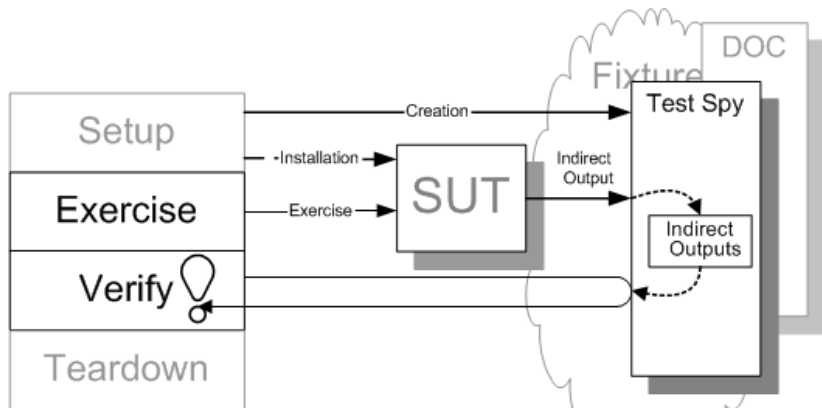 DOC
Fixture
Test Spy
Creation
Setup
Installation
Indirect
Output
SUT
Exercise
Exercise
Indirect
Outputs
Verify
Teardown